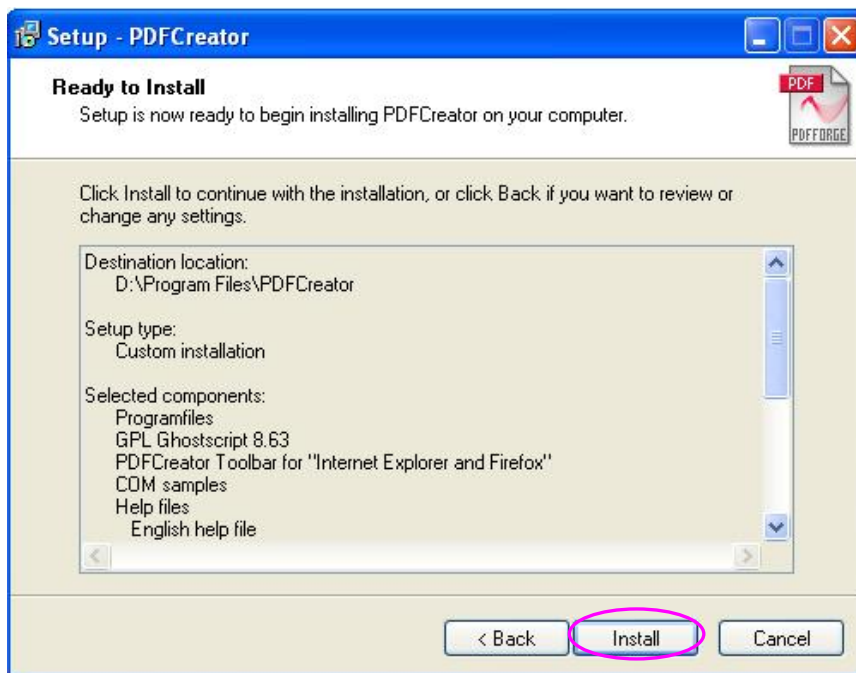 Setup - PDFCreator
Ready to Install
Setup is now ready to begin installing PDFCreator on your computer.
PDF
PDFFORGE
Click Install to continue with the installation, or click Back if you want to review or
change any settings.
Destination location:
D:\Program Files\PDFCreator
Setup type:
Custom installation
Selected components:
Programfiles
GPL Ghostscript 8.63
PDFCreator Toolbar for "Internet Explorer and Firefox"
COM samples
Help files
English help file
< Back
Install
Cancel